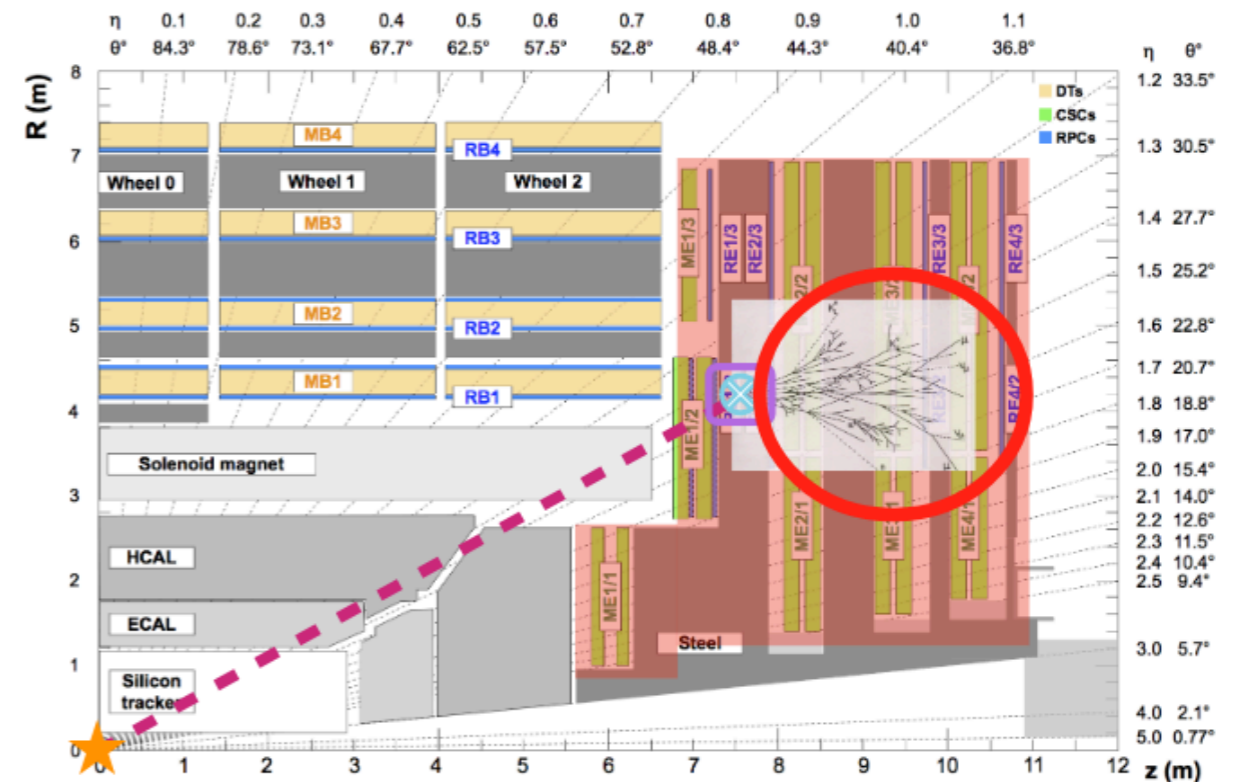 η 0.1 0.2 0.3 0.4 0.5 0.6 0.7 0.8 0.9 1.0 1.1
θ° 84.3° 78.6° 73.1° 67.7° 62.5° 57.5° 52.8° 48.4° 44.3° 40.4° 36.8° η θ°
R (m)
8
7
6
5
4
3
2
1
0
1.2 33.5°
1.3 30.5°
1.4 27.7°
1.5 25.2°
1.6 22.8°
1.7 20.7°
1.8 18.8°
1.9 17.0°
2.0 15.4°
2.1 14.0°
2.2 12.6°
2.3 11.5°
2.4 10.4°
2.5 9.4°
3.0 5.7°
4.0 2.1°
5.0 0.77°
DTs
CSCs
RPCs
MB4
RB4
Wheel 0
Wheel 1
Wheel 2
MB3
RB3
MB2
RB2
MB1
RB1
Solenoid magnet
HCAL
ECAL
Silicon
tracker
Steel
ME1/3
RE1/3
RE2/3
RE3/3
RE4/3
ME1/2
RE4/2
ME1/1
ME2/1
ME4/1
0 1 2 3 4 5 6 7 8 9 10 11 12
z (m)